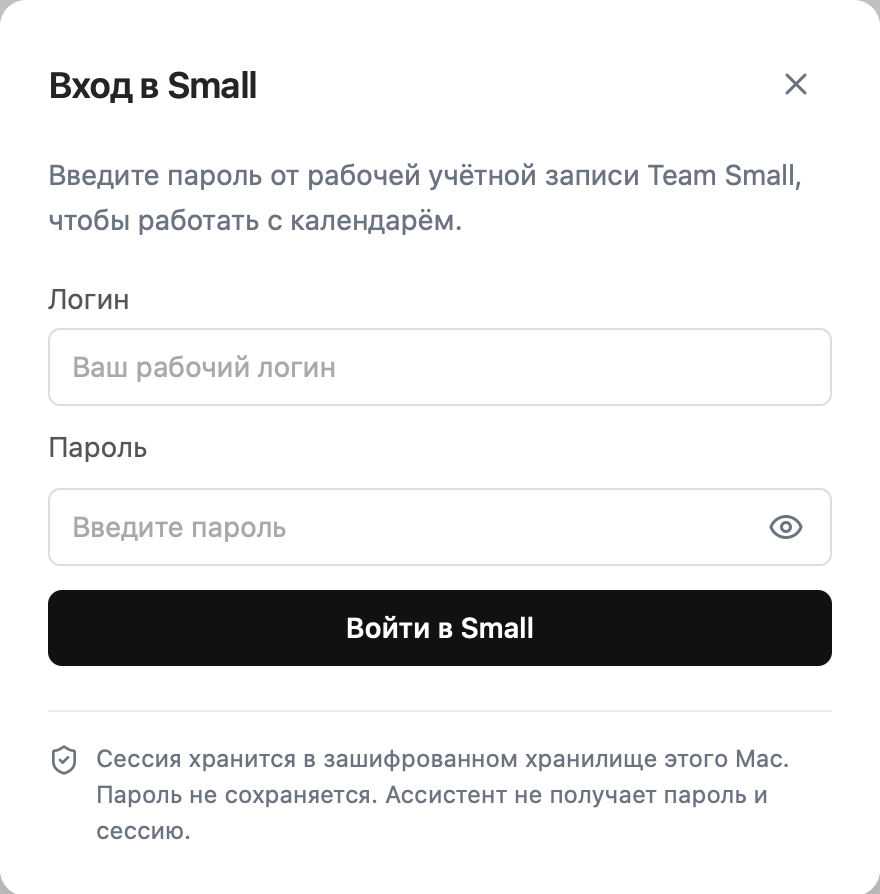 Вход в Small
Введите пароль от рабочей учётной записи Team Small,
чтобы работать с календарём.
Логин
Ваш рабочий логин
Пароль
Введите пароль
Войти в Small
Сессия хранится в зашифрованном хранилище этого Mac.
Пароль не сохраняется. Ассистент не получает пароль и
сессию.